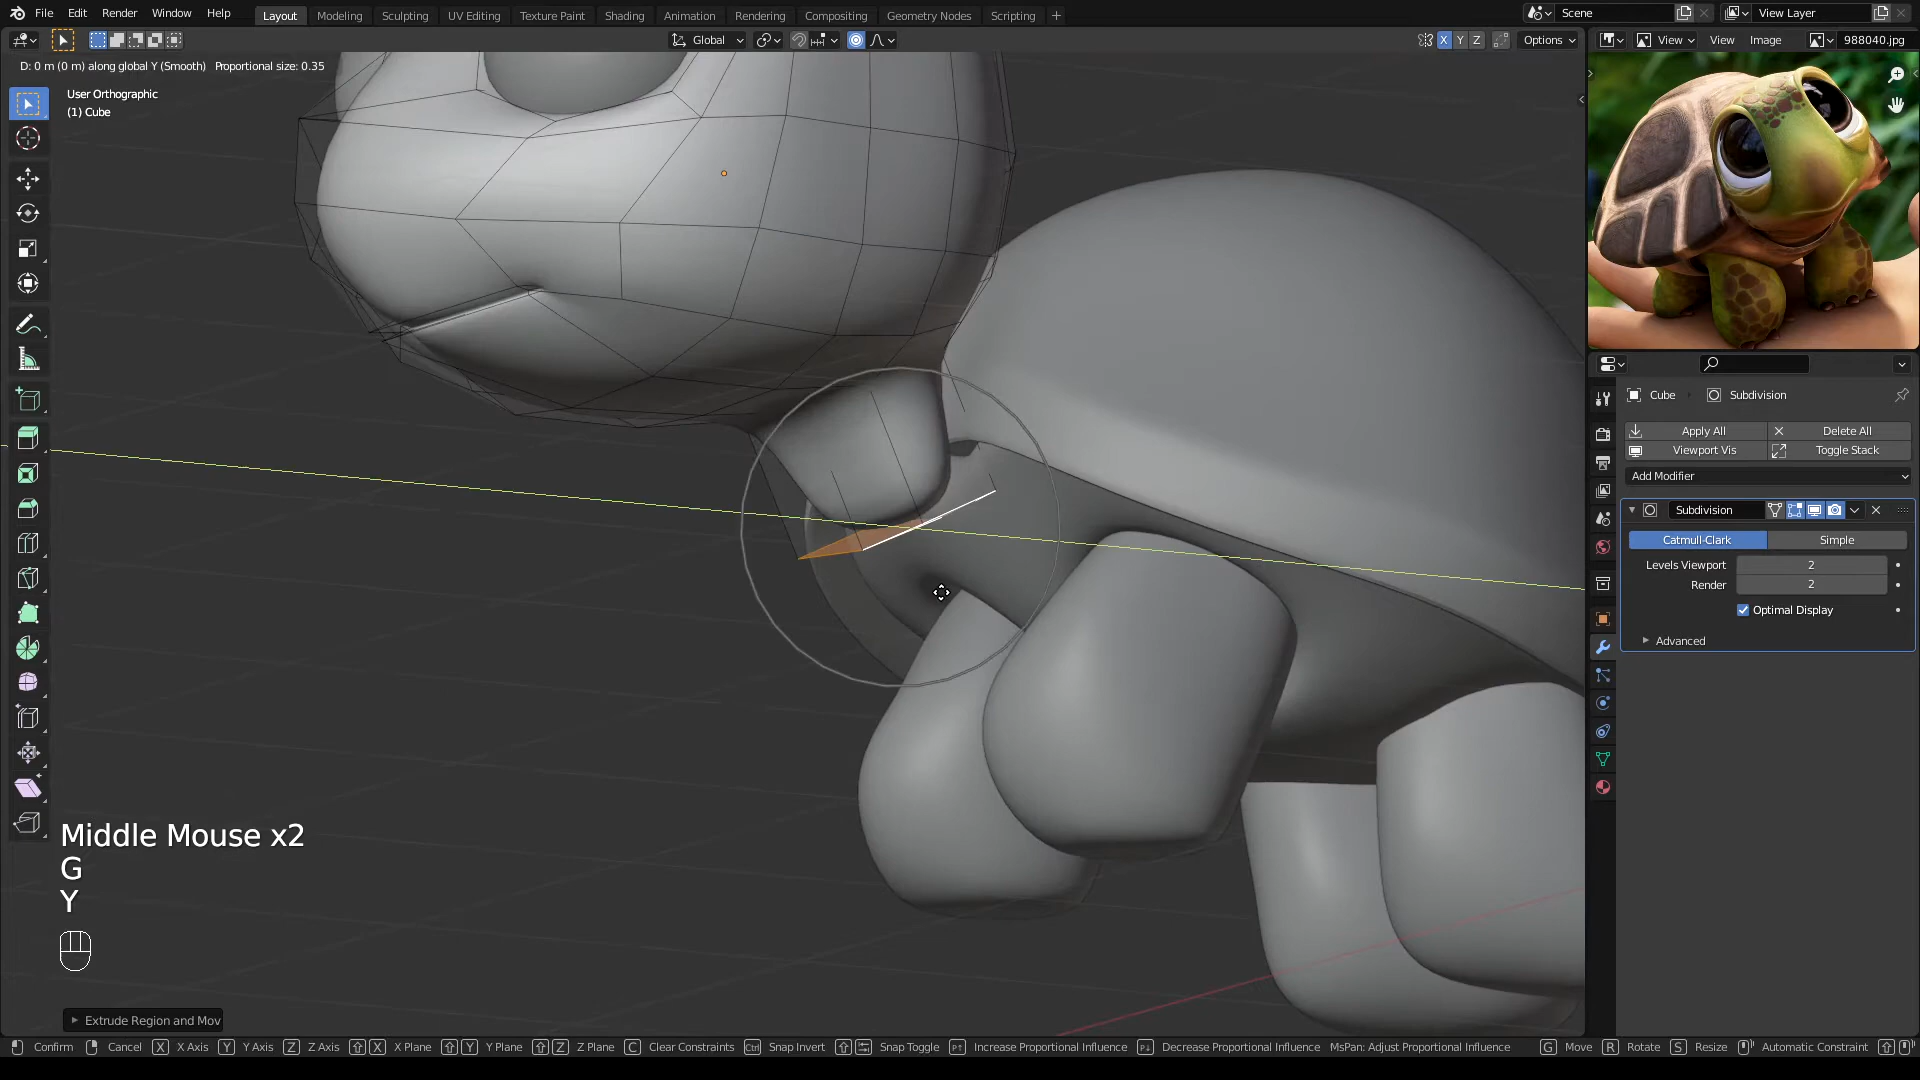 File Edit Render Window Help Layout Modeling Sculpting UV Editing Texture Paint Shading Animation Rendering Compositing Geometry Nodes Scripting + Scene View Layer
Global X Y Z Options View View Image 988040.jpg
D: 0 m (0 m) along global Y (Smooth) Proportional size: 0.35
User Orthographic
(1) Cube
Cube Subdivision
Apply All Delete All
Viewport Vis Toggle Stack
Add Modifier
Subdivision
Catmull-Clark Simple
Levels Viewport 2
Render 2
Optimal Display
Advanced
Middle Mouse x2
G
Y
Extrude Region and Mov
Confirm Cancel X X Axis Y Y Axis Z Z Axis X X Plane Y Y Plane Z Z Plane C Clear Constraints Ctrl Snap Invert Snap Toggle Increase Proportional Influence Decrease Proportional Influence MsPan: Adjust Proportional Influence G Move R Rotate S Resize Automatic Constraint